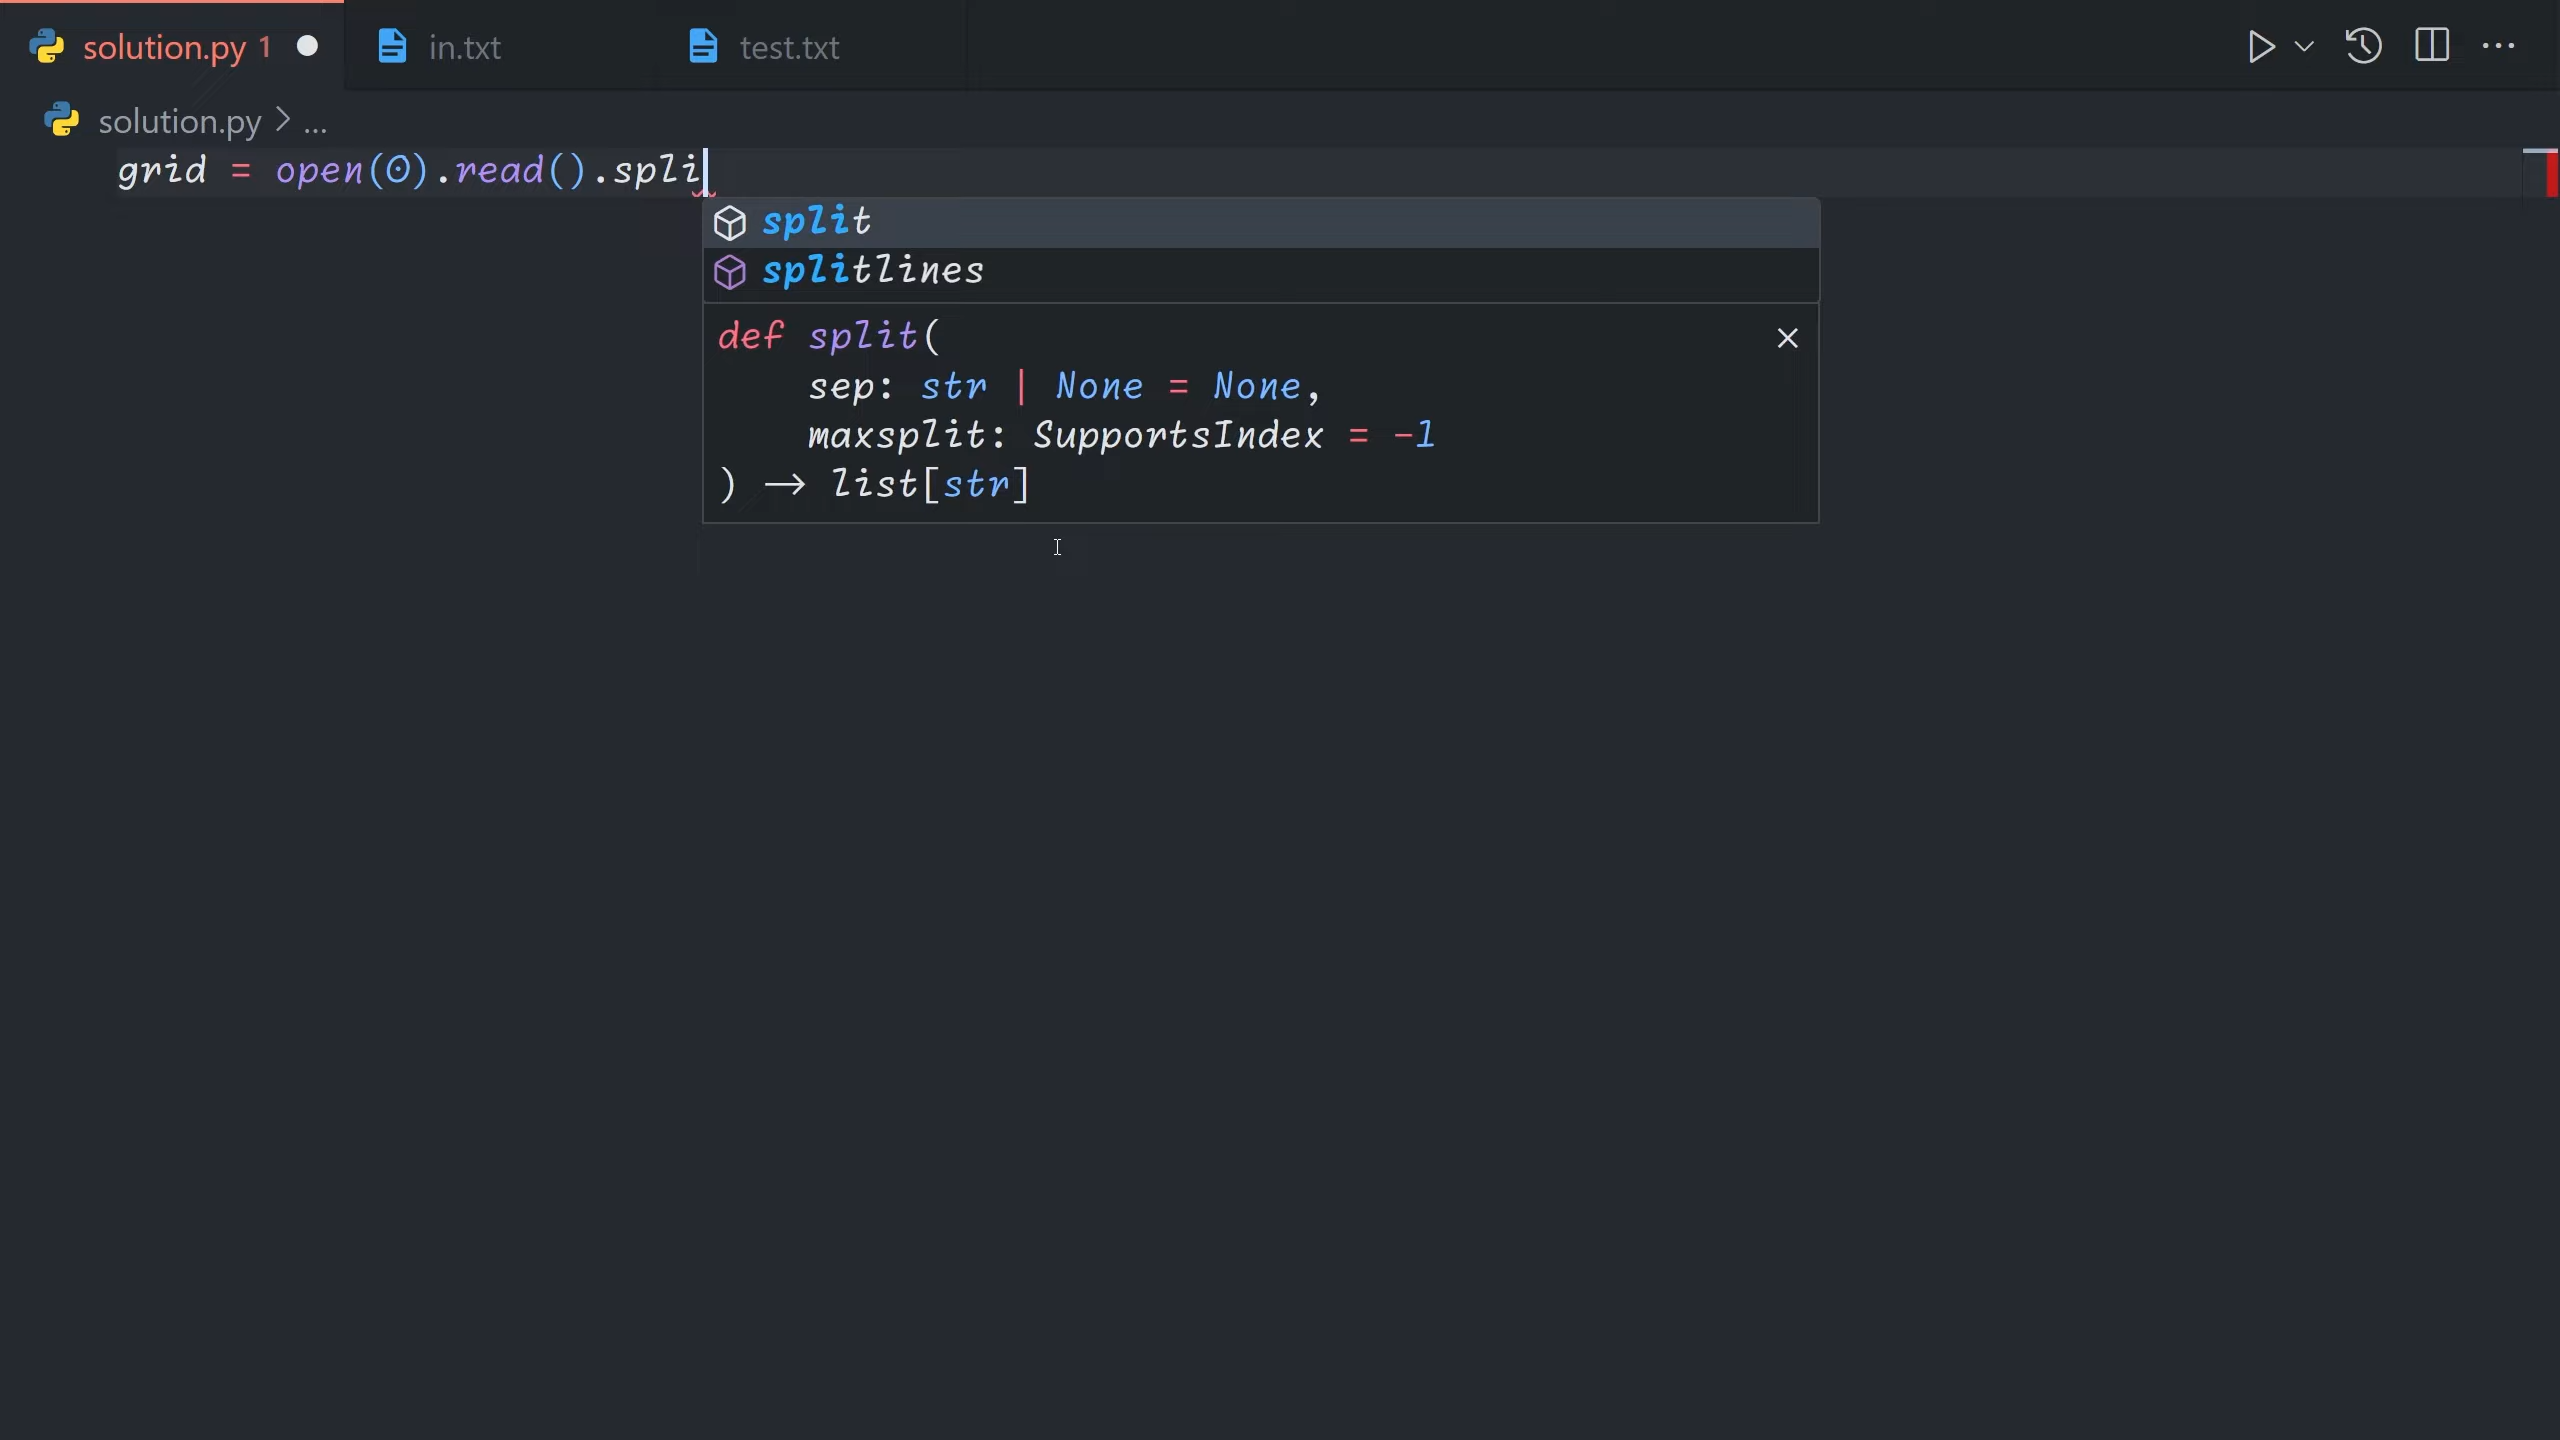 solution.py 1 in.txt test.txt
solution.py > ...
grid = open(0).read().spli
split
splitlines
def split(
sep: str | None = None,
maxsplit: SupportsIndex = -1
) → list[str]